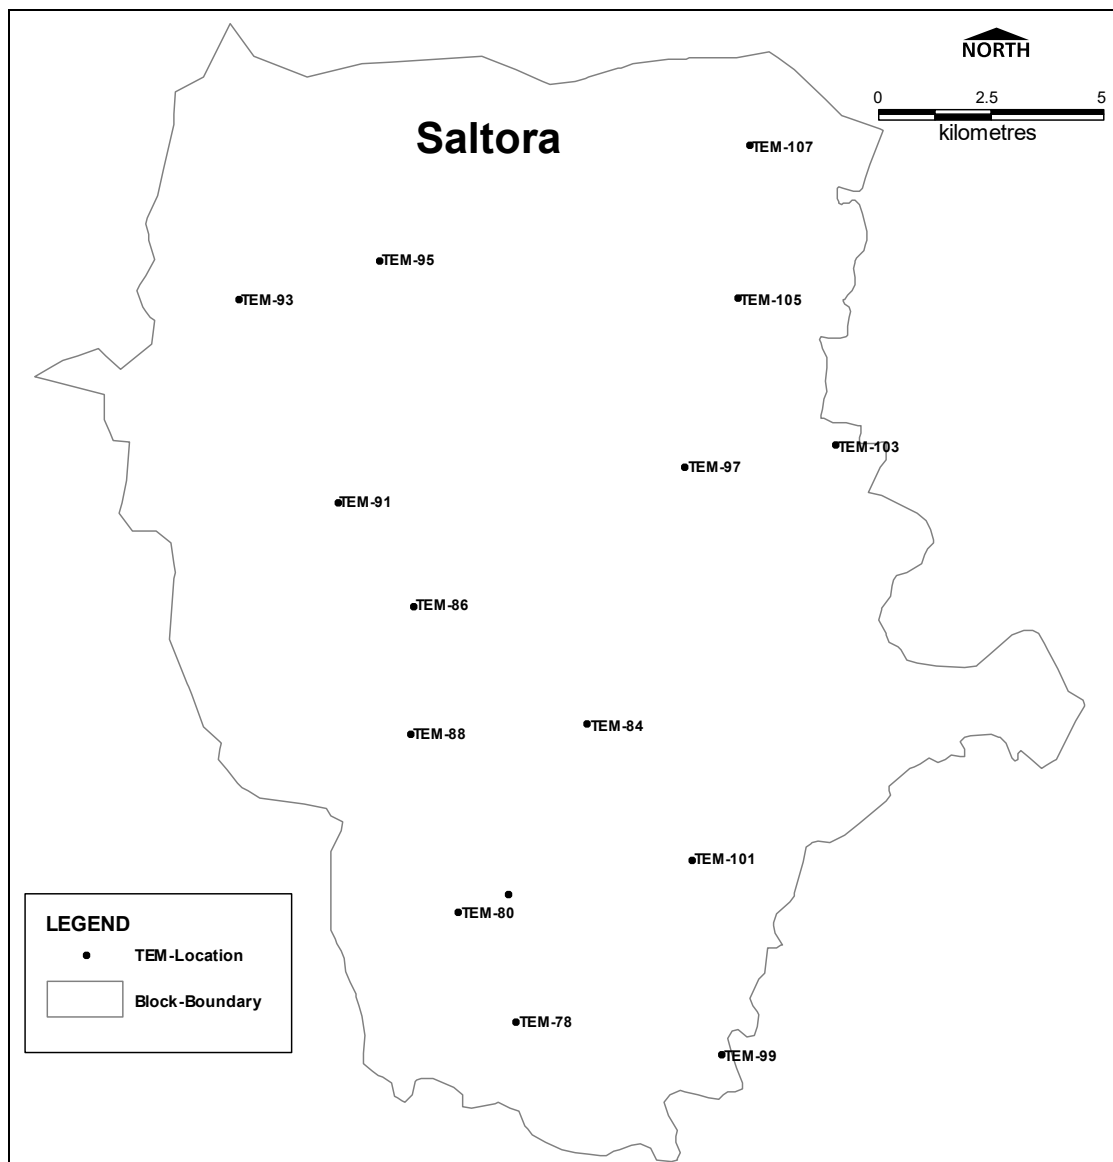 NORTH
0 2.5 5
kilometres
Saltora
TEM-107
TEM-95
TEM-93
TEM-105
TEM-103
TEM-97
TEM-91
TEM-86
TEM-84
TEM-88
TEM-101
TEM-80
LEGEND
TEM-Location
Block-Boundary
TEM-78
TEM-99